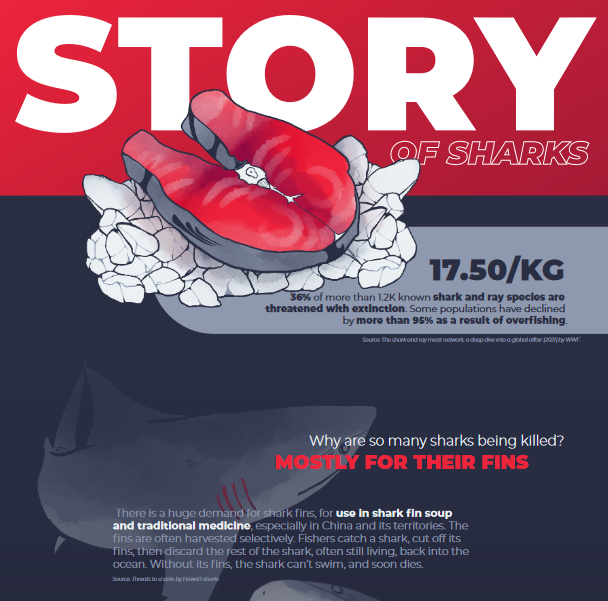 STORY
OF SHARKS
17.50/KG
36% of more than 1.2K known shark and ray species are
threatened with extinction. Some populations have declined
by more than 95% as a result of overfishing.
Source: The shark and ray meat network, a deep dive into a global affair (2021) by WWF.
Why are so many sharks being killed?
MOSTLY FOR THEIR FINS
There is a huge demand for shark fins, for use in shark fin soup
and traditional medicine, especially in China and its territories. The
fins are often harvested selectively. Fishers catch a shark, cut off its
fins, then discard the rest of the shark, often still living, back into the
ocean. Without its fins, the shark can't swim, and soon dies.
Source: Threats to sharks. by Hawai'i sharks.